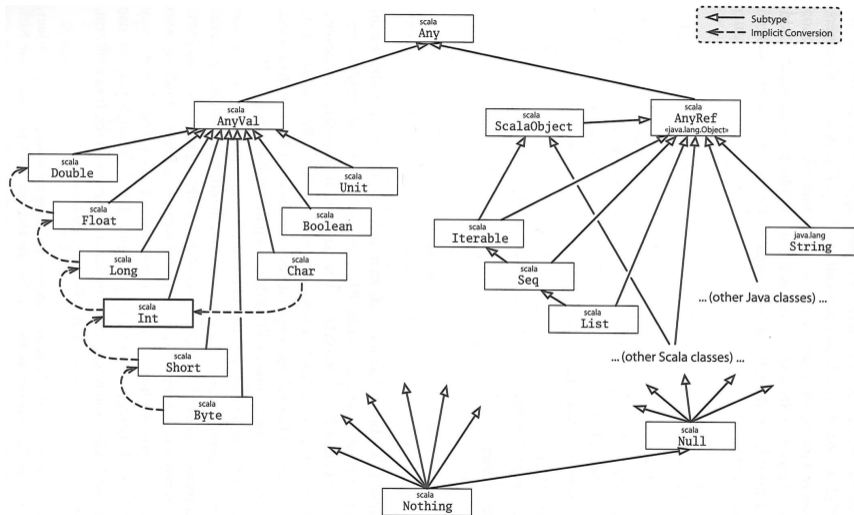 scala
Any
Subtype
Implicit Conversion
scala
AnyVal
scala
ScalaObject
scala
AnyRef
«java.lang.Object»
scala
Double
scala
Unit
scala
Float
scala
Boolean
scala
Iterable
java.lang
String
scala
Long
scala
Char
scala
Seq
scala
Int
scala
List
... (other Java classes) ...
scala
Short
... (other Scala classes) ...
scala
Byte
scala
Null
scala
Nothing